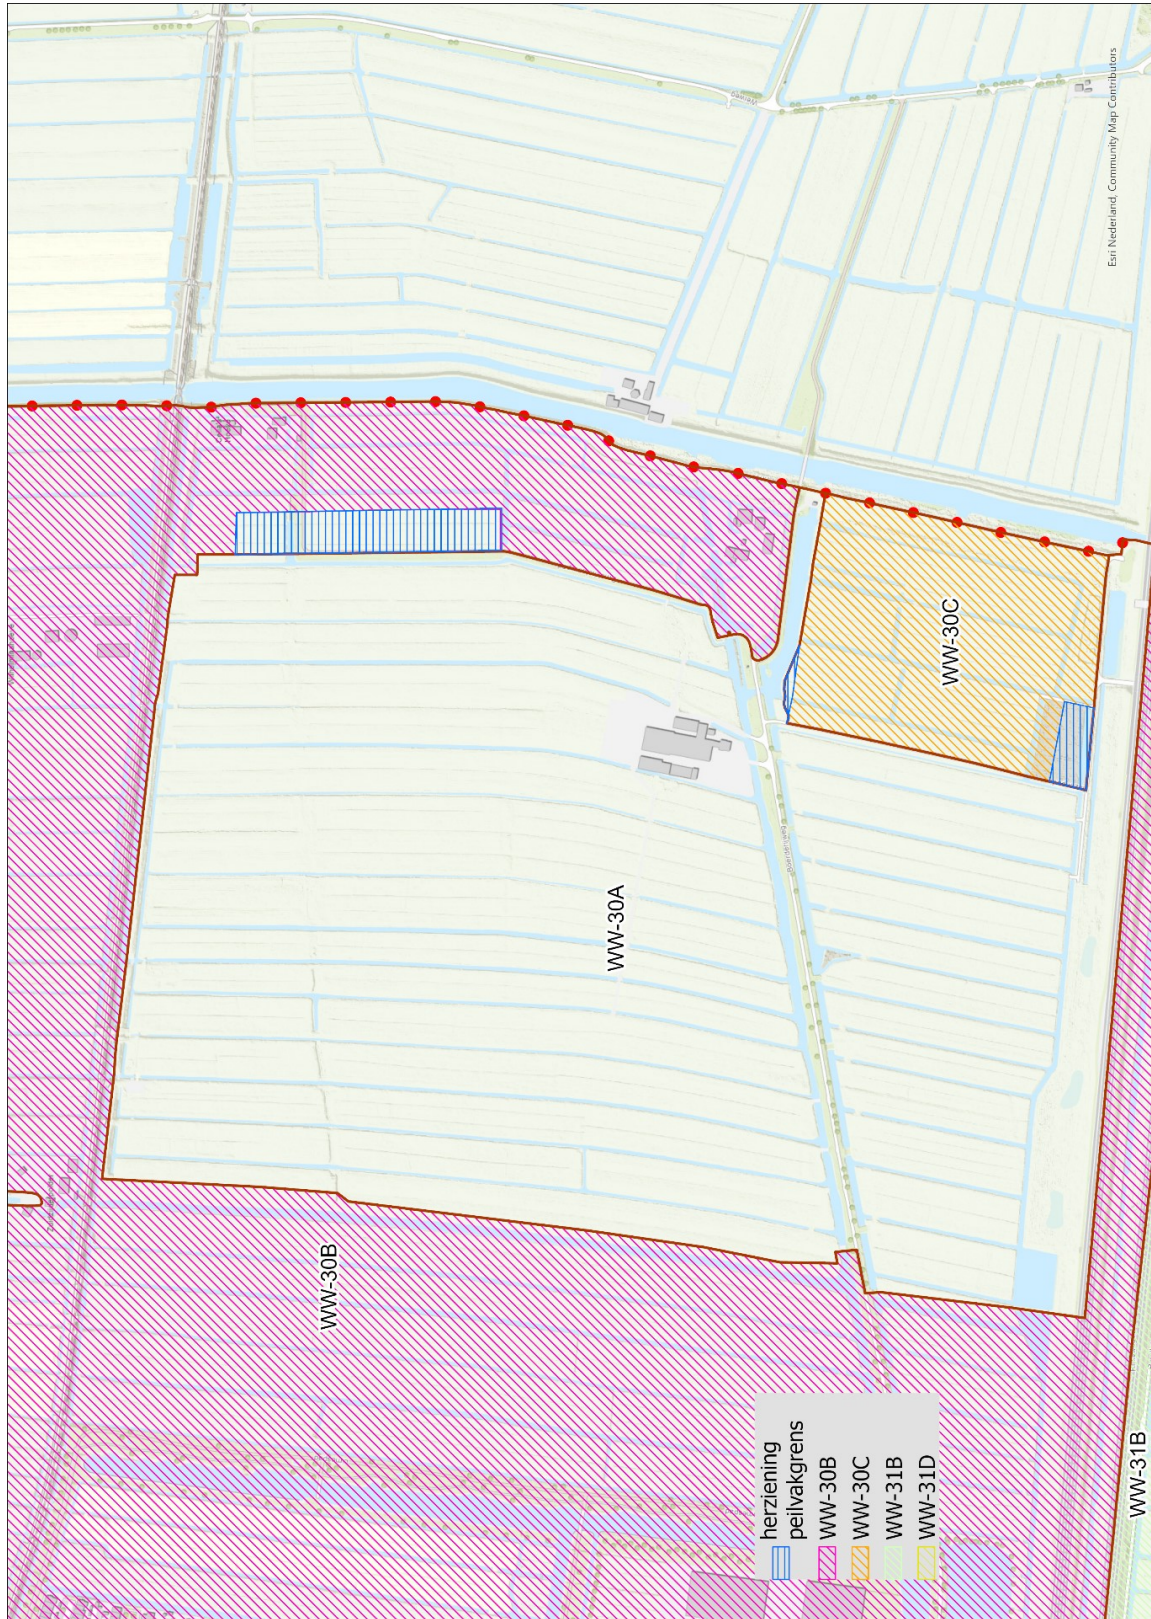 WW-30B
WW-30A
WW-30C
WW-31B
herziening
peilvakgrens
WW-30B
WW-30C
WW-31B
WW-31D
Esri Nederland, Community Map Contributors